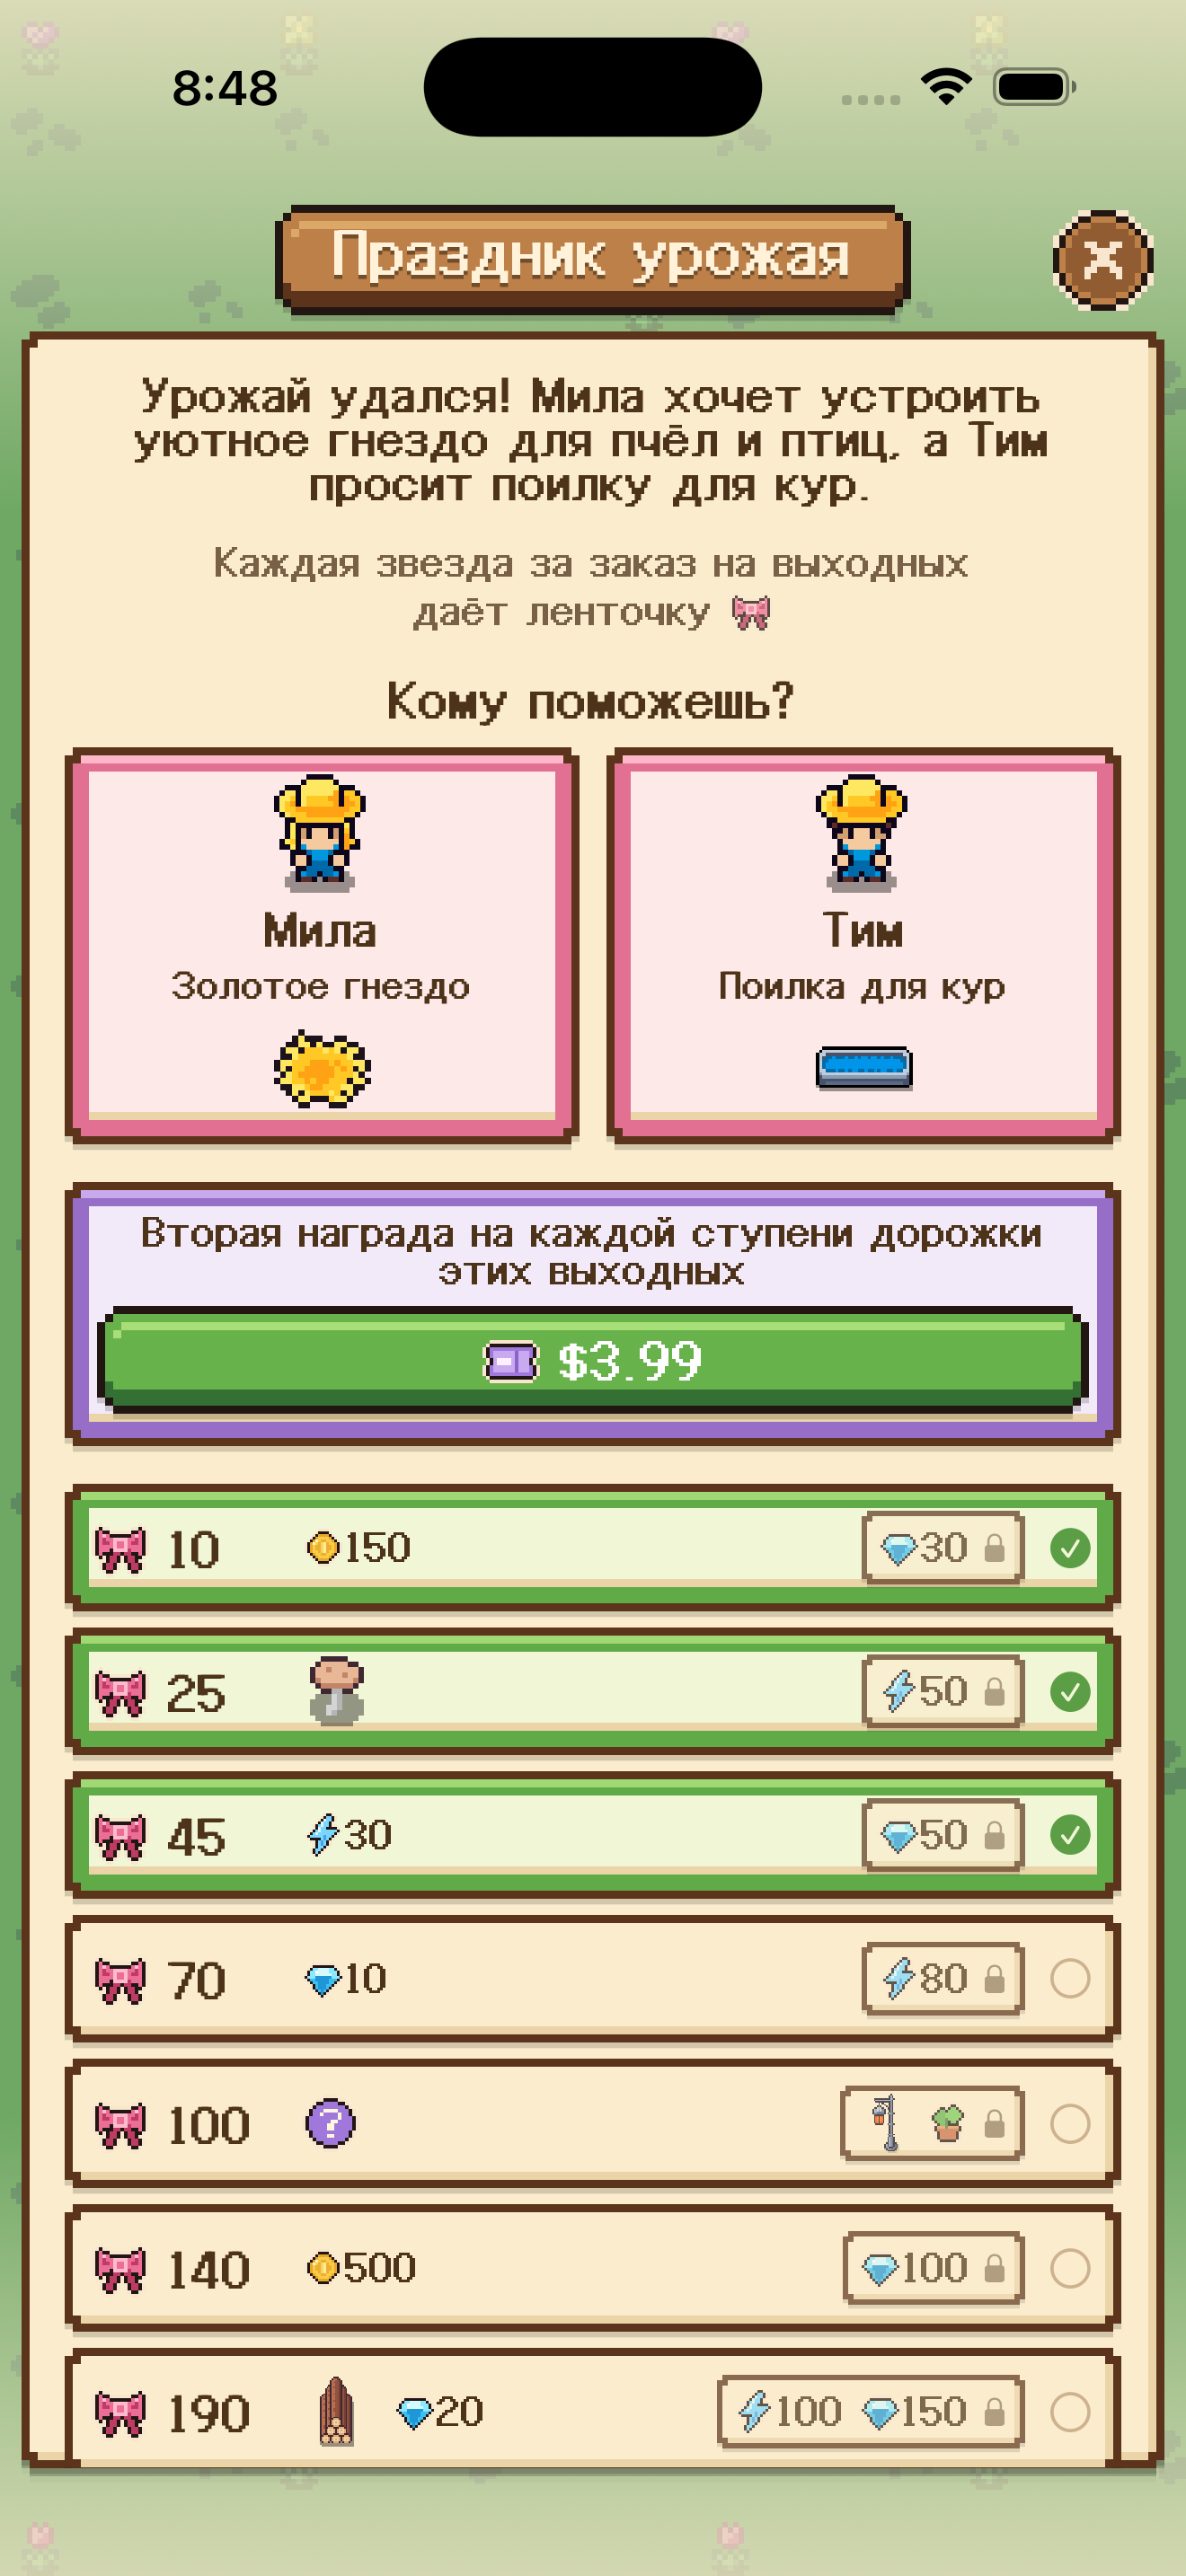 8:48
Праздник урожая
Урожай удался! Мила хочет устроить
уютное гнездо для пчёл и птиц, а Тим
просит поилку для кур.
Каждая звезда за заказ на выходных
даёт ленточку
Кому поможешь?
Мила
Золотое гнездо
Тим
Поилка для кур
Вторая награда на каждой ступени дорожки
этих выходных
$3.99
10 150 30
25 50
45 30 50
70 10 80
100 ?
140 500 100
190 20 100 150